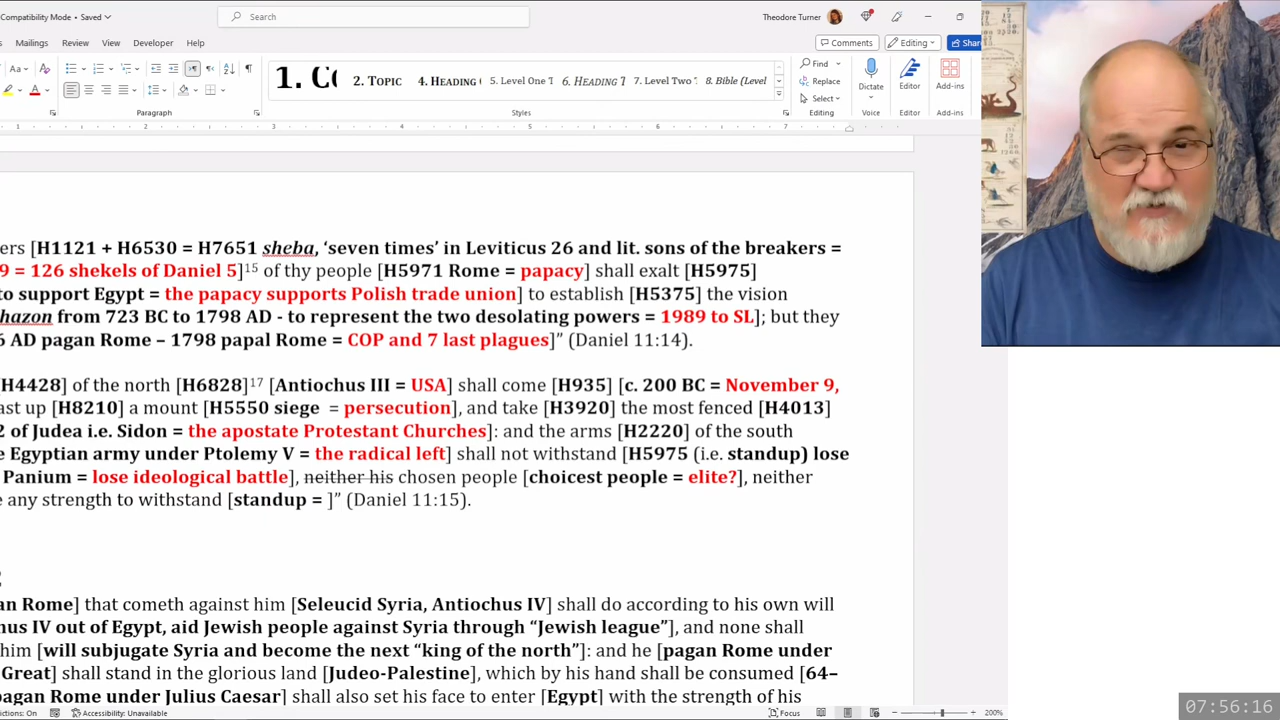 Compatibility Mode • Saved
Search
Theodore Turner
Mailings Review View Developer Help
Comments Editing Share
Aa
1. Co 2. Topic 4. Heading 5. Level One T 6. Heading T 7. Level Two 8. Bible (Level
Find
Replace
Select
Dictate Editor Add-ins
Paragraph Styles Editing Voice Editor Add-ins
1 2 3 4 5 6 7
ers [H1121 + H6530 = H7651 sheba, ‘seven times’ in Leviticus 26 and lit. sons of the breakers =
9 = 126 shekels of Daniel 5]15 of thy people [H5971 Rome = papacy] shall exalt [H5975]
to support Egypt = the papacy supports Polish trade union] to establish [H5375] the vision
hazon from 723 BC to 1798 AD - to represent the two desolating powers = 1989 to SL]; but they
6 AD pagan Rome – 1798 papal Rome = COP and 7 last plagues]” (Daniel 11:14).
[H4428] of the north [H6828]17 [Antiochus III = USA] shall come [H935] [c. 200 BC = November 9,
ast up [H8210] a mount [H5550 siege = persecution], and take [H3920] the most fenced [H4013]
2 of Judea i.e. Sidon = the apostate Protestant Churches]: and the arms [H2220] of the south
e Egyptian army under Ptolemy V = the radical left] shall not withstand [H5975 (i.e. standup) lose
Panium = lose ideological battle], neither his chosen people [choicest people = elite?], neither
e any strength to withstand [standup = ]” (Daniel 11:15).
an Rome] that cometh against him [Seleucid Syria, Antiochus IV] shall do according to his own will
hus IV out of Egypt, aid Jewish people against Syria through “Jewish league”], and none shall
him [will subjugate Syria and become the next “king of the north”]: and he [pagan Rome under
Great] shall stand in the glorious land [Judeo-Palestine], which by his hand shall be consumed [64–
pagan Rome under Julius Caesar] shall also set his face to enter [Egypt] with the strength of his
ctions: On Accessibility: Unavailable Focus 200%
07:56:16